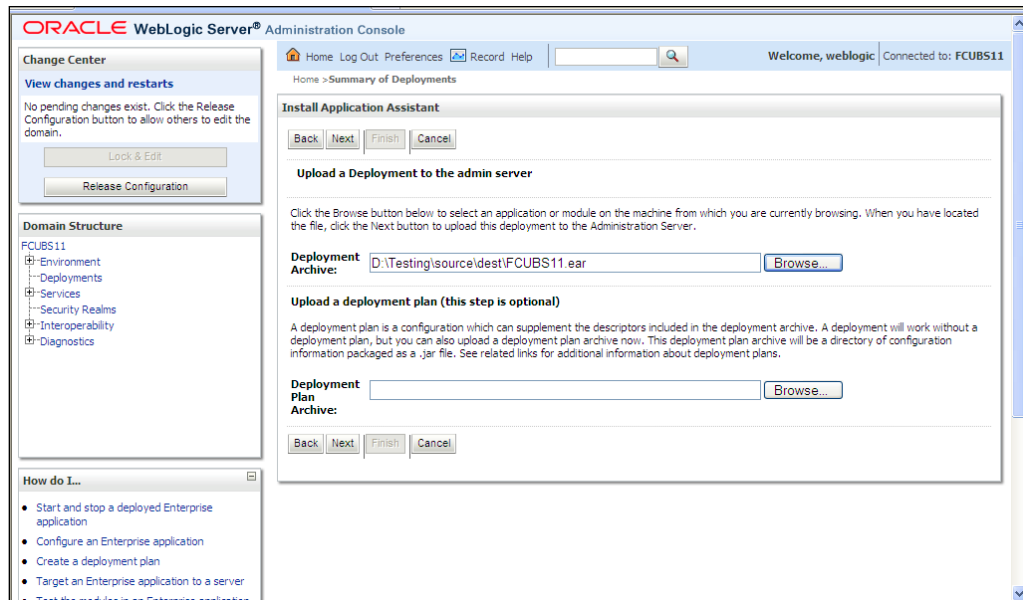 ORACLE WebLogic Server® Administration Console
Change Center
View changes and restarts
No pending changes exist. Click the Release
Configuration button to allow others to edit the
domain.
Lock & Edit
Release Configuration
Domain Structure
FCUBS11
Environment
Deployments
Services
Security Realms
Interoperability
Diagnostics
How do I...
Start and stop a deployed Enterprise
application
Configure an Enterprise application
Create a deployment plan
Target an Enterprise application to a server
Test the modules in an Enterprise application
Home Log Out Preferences Record Help
Welcome, weblogic Connected to: FCUBS11
Home >Summary of Deployments
Install Application Assistant
Back Next Finish Cancel
Upload a Deployment to the admin server
Click the Browse button below to select an application or module on the machine from which you are currently browsing. When you have located
the file, click the Next button to upload this deployment to the Administration Server.
Deployment
Archive: D:\Testing\source\dest\FCUBS11.ear Browse...
Upload a deployment plan (this step is optional)
A deployment plan is a configuration which can supplement the descriptors included in the deployment archive. A deployment will work without a
deployment plan, but you can also upload a deployment plan archive now. This deployment plan archive will be a directory of configuration
information packaged as a .jar file. See related links for additional information about deployment plans.
Deployment
Plan Browse...
Archive:
Back Next Finish Cancel